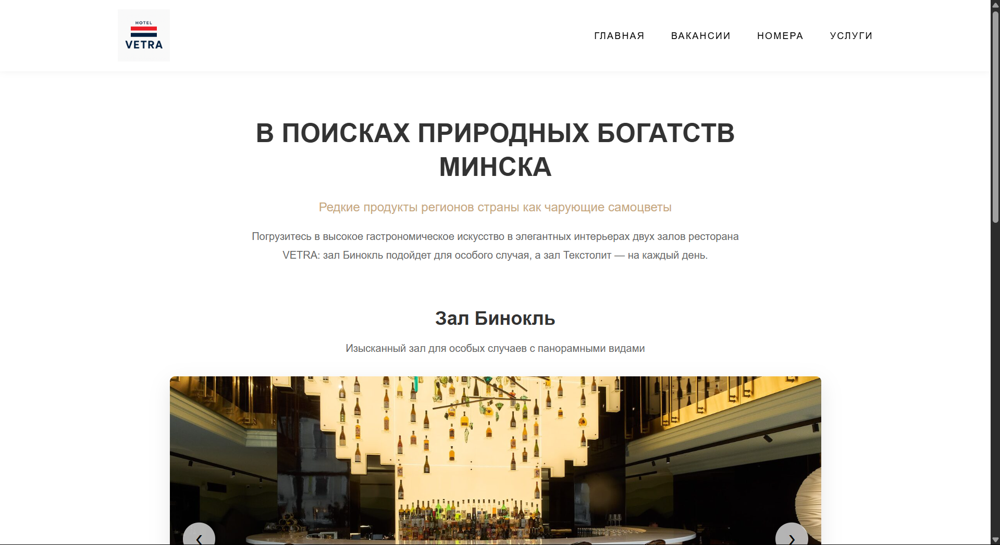 HOTEL
VETRA
ГЛАВНАЯ ВАКАНСИИ НОМЕРА УСЛУГИ
В ПОИСКАХ ПРИРОДНЫХ БОГАТСТВ
МИНСКА
Редкие продукты регионов страны как чарующие самоцветы
Погрузитесь в высокое гастрономическое искусство в элегантных интерьерах двух залов ресторана
VETRA: зал Бинокль подойдет для особого случая, а зал Текстолит — на каждый день.
Зал Бинокль
Изысканный зал для особых случаев с панорамными видами